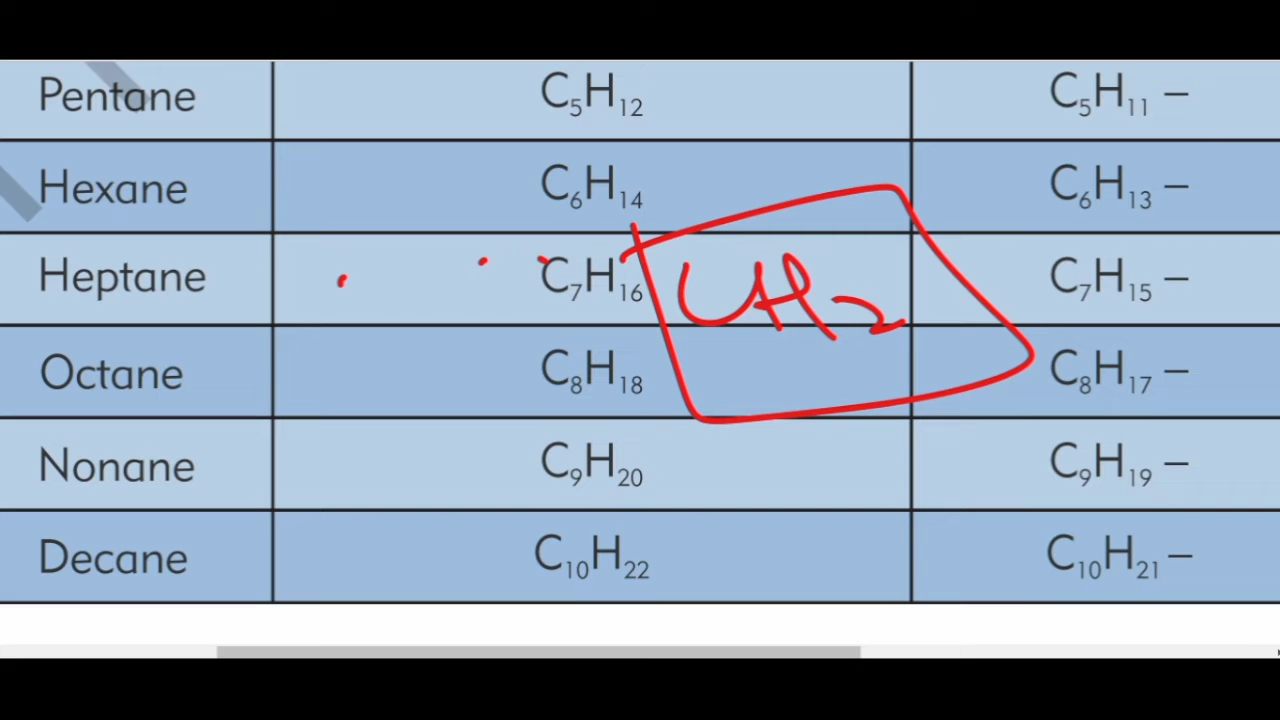 Pentane C₅H₁₂ C₅H₁₁ –
Hexane C₆H₁₄ C₆H₁₃ –
Heptane C₇H₁₆ CH₂ C₇H₁₅ –
Octane C₈H₁₈ C₈H₁₇ –
Nonane C₉H₂₀ C₉H₁₉ –
Decane C₁₀H₂₂ C₁₀H₂₁ –